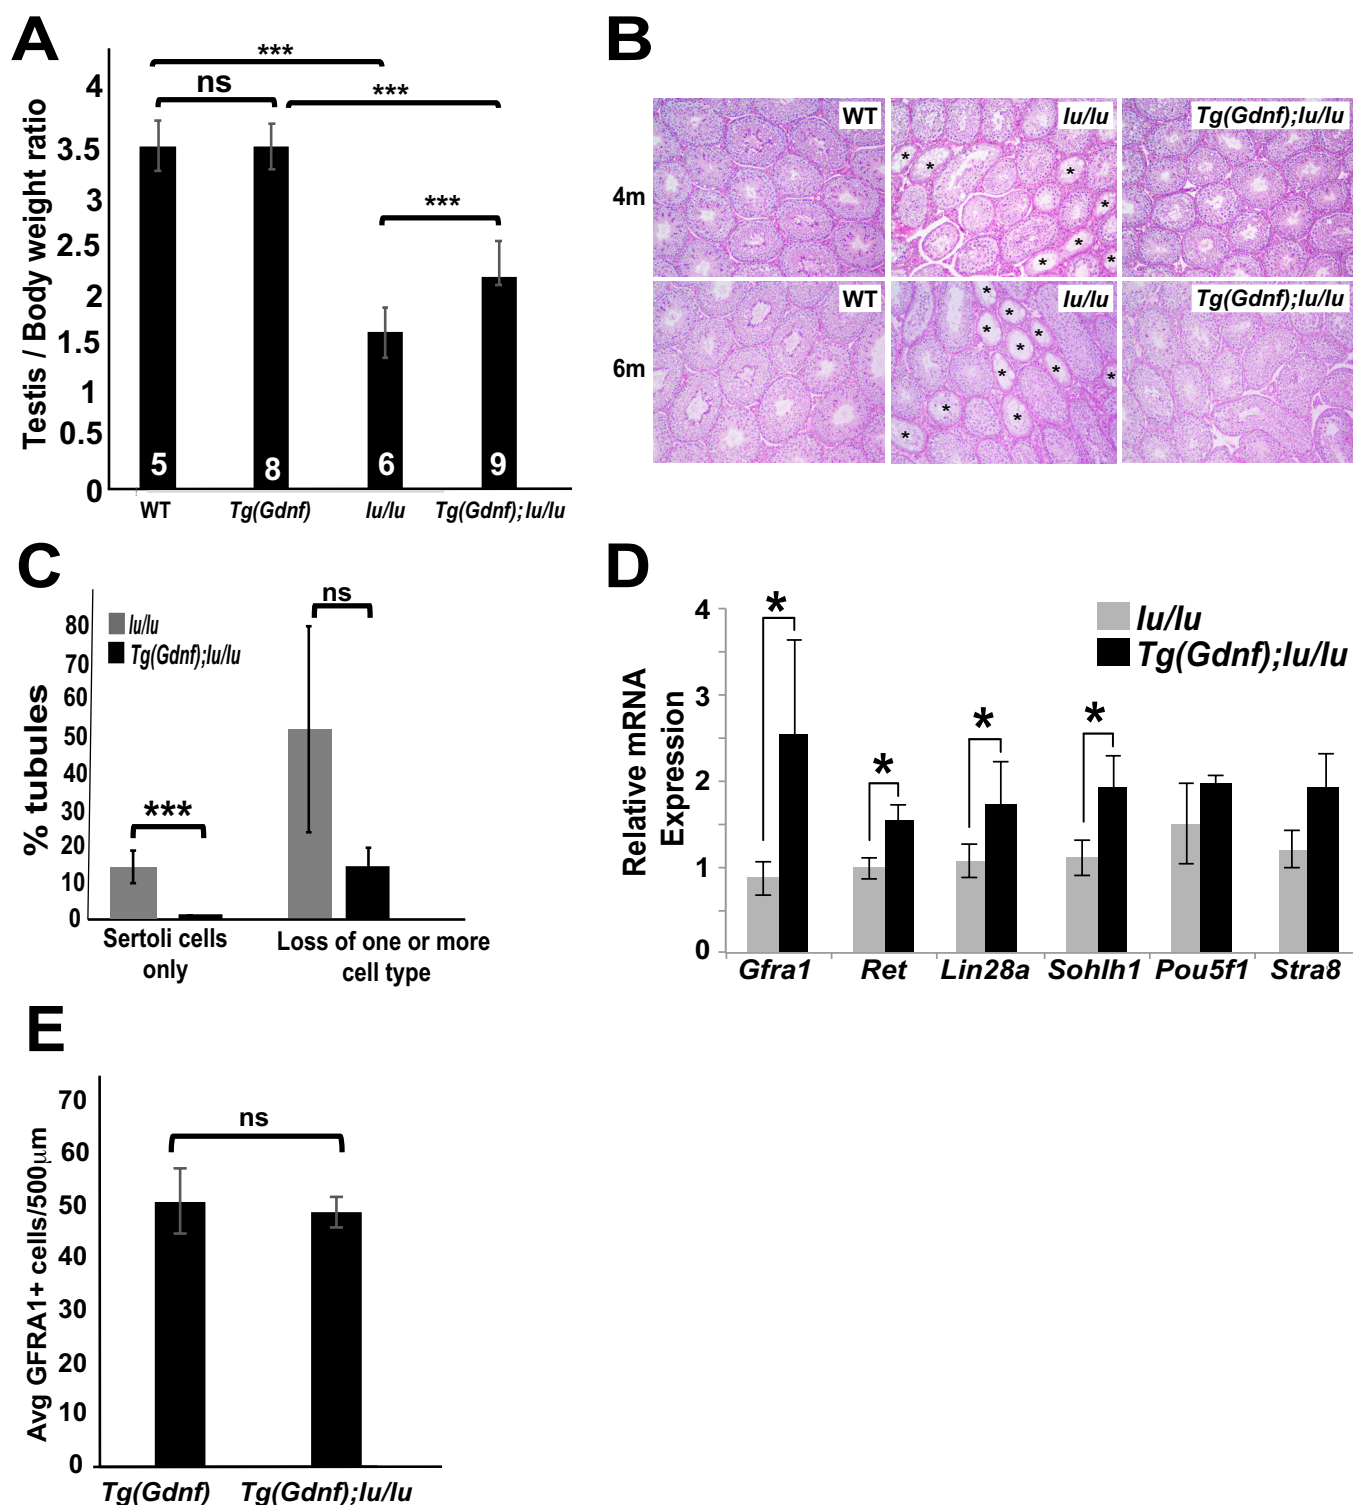 A
Testis / Body weight ratio
4
3.5
3
2.5
2
1.5
1
0.5
0
***
ns
***
***
5
8
6
9
WT
Tg(Gdnf)
lu/lu
Tg(Gdnf); lu/lu
B
4m
WT
lu/lu
* * * * * * *
Tg(Gdnf);lu/lu
6m
WT
lu/lu
* * * * * * * * * * *
Tg(Gdnf);lu/lu
C
% tubules
80
70
60
50
40
30
20
10
0
lu/lu
Tg(Gdnf);lu/lu
***
ns
Sertoli cells
only
Loss of one or more
cell type
D
Relative mRNA
Expression
4
3
2
1
0
lu/lu
Tg(Gdnf);lu/lu
*
*
*
*
Gfra1
Ret
Lin28a
Sohlh1
Pou5f1
Stra8
E
Avg GFRA1+ cells/500μm
70
60
50
40
30
20
10
0
ns
Tg(Gdnf)
Tg(Gdnf);lu/lu